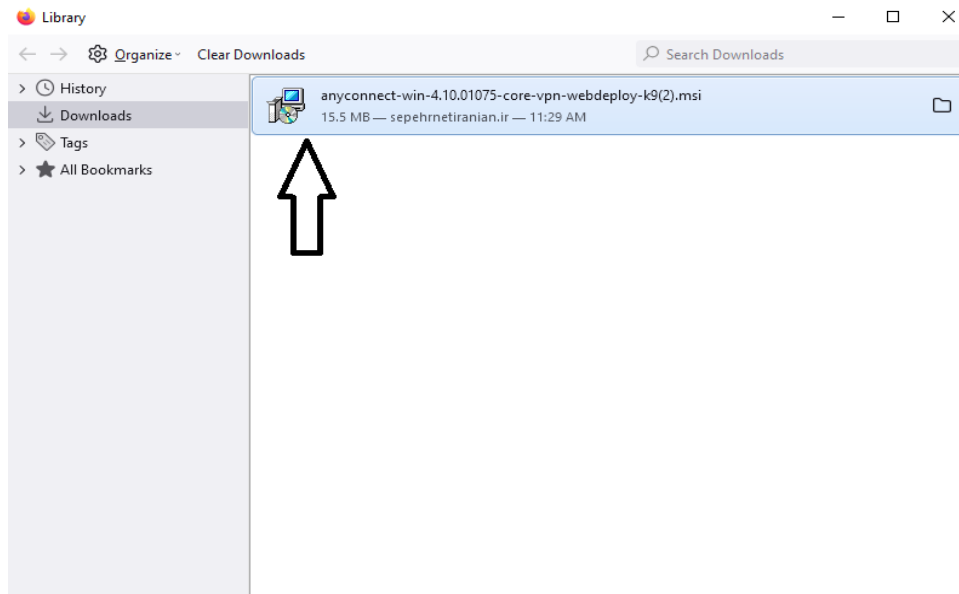 Library
Organize
Clear Downloads
Search Downloads
History
Downloads
Tags
All Bookmarks
anyconnect-win-4.10.01075-core-vpn-webdeploy-k9(2).msi
15.5 MB — sepehrnetiranian.ir — 11:29 AM